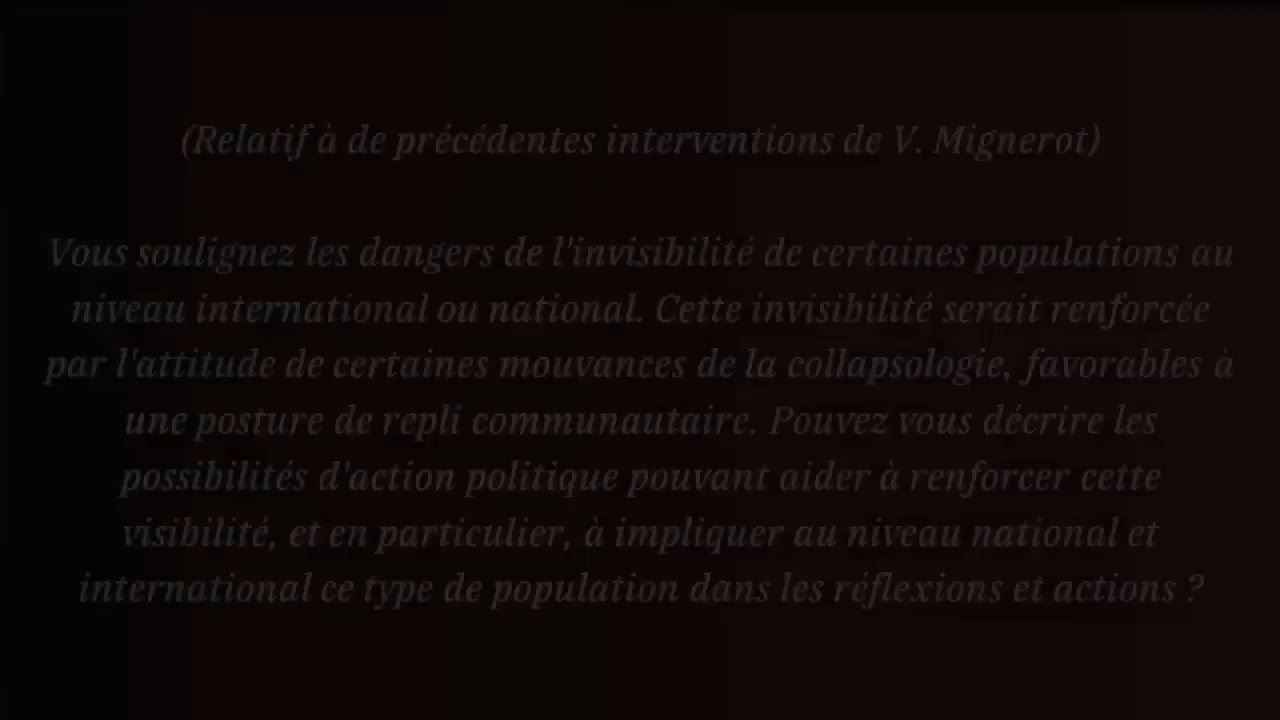 (Relatif à de précédentes interventions de V. Mignerot)
Vous soulignez les dangers de l'invisibilité de certaines populations au
niveau international ou national. Cette invisibilité serait renforcée
par l'attitude de certaines mouvances de la collapsologie, favorables à
une posture de repli communautaire. Pouvez vous décrire les
possibilités d'action politique pouvant aider à renforcer cette
visibilité, et en particulier, à impliquer au niveau national et
international ce type de population dans les réflexions et actions ?